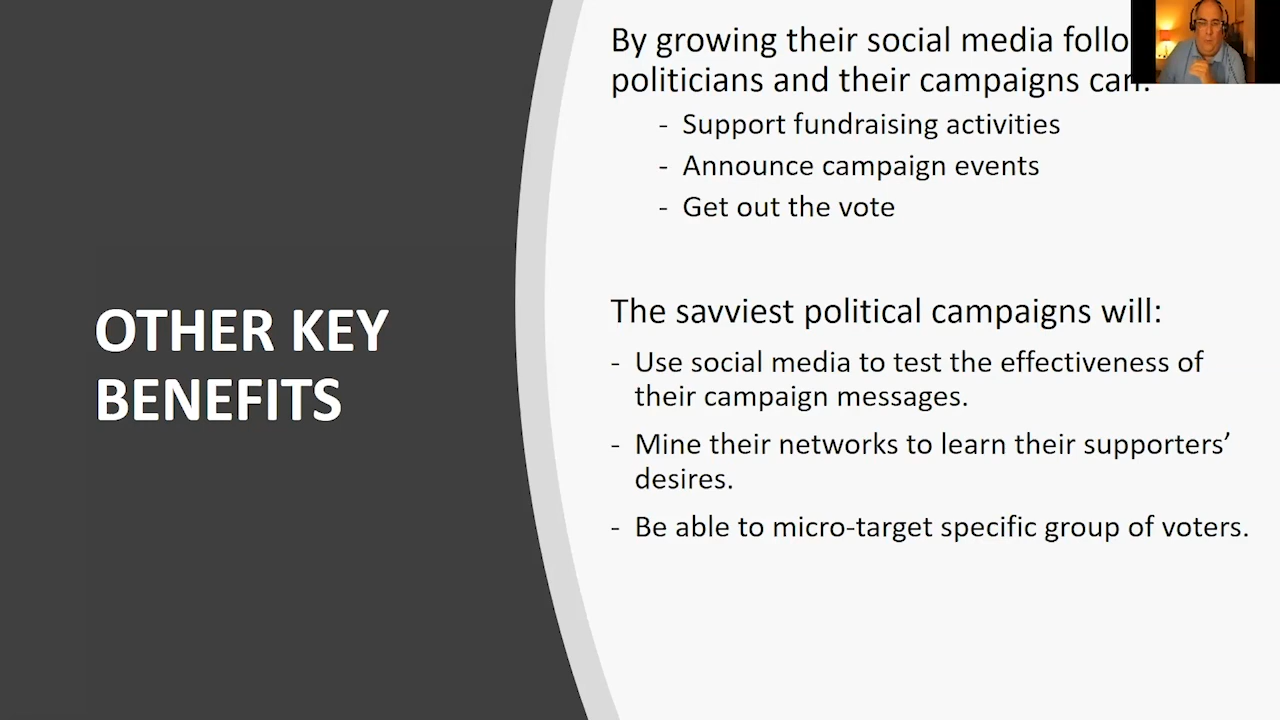 OTHER KEY
BENEFITS
By growing their social media
politicians and their campaigns can:
- Support fundraising activities
- Announce campaign events
- Get out the vote
The savviest political campaigns will:
- Use social media to test the effectiveness of
their campaign messages.
- Mine their networks to learn their supporters’
desires.
- Be able to micro-target specific group of voters.